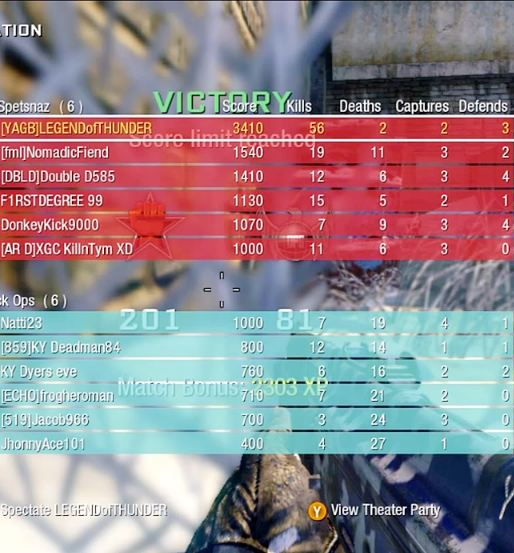 TION
Spetsnaz ( 6 ) VICTORY Score Kills Deaths Captures Defends
[YAGB]LEGENDofTHUNDER 3410 56 2 2 3
Score limit reached
[fml]NomadicFiend 1540 19 11 3 2
[DBLD]Double D585 1410 12 6 3 4
F1RSTDEGREE 99 1130 15 5 2 1
DonkeyKick9000 1070 7 9 3 4
[AR D]XGC KillnTym XD 1000 11 6 3 0
ck Ops ( 6 )
Natti23 1000 7 19 4 1
201 81
[859]KY Deadman84 800 12 14 1 1
KY Dyers eve 760 6 16 2 2
Match Bonus: 3303 XP
[ECHO]frogheroman 710 7 21 2 0
[519]Jacob966 700 3 24 3 0
JhonnyAce101 400 4 27 1 0
Spectate LEGENDofTHUNDER Y View Theater Party